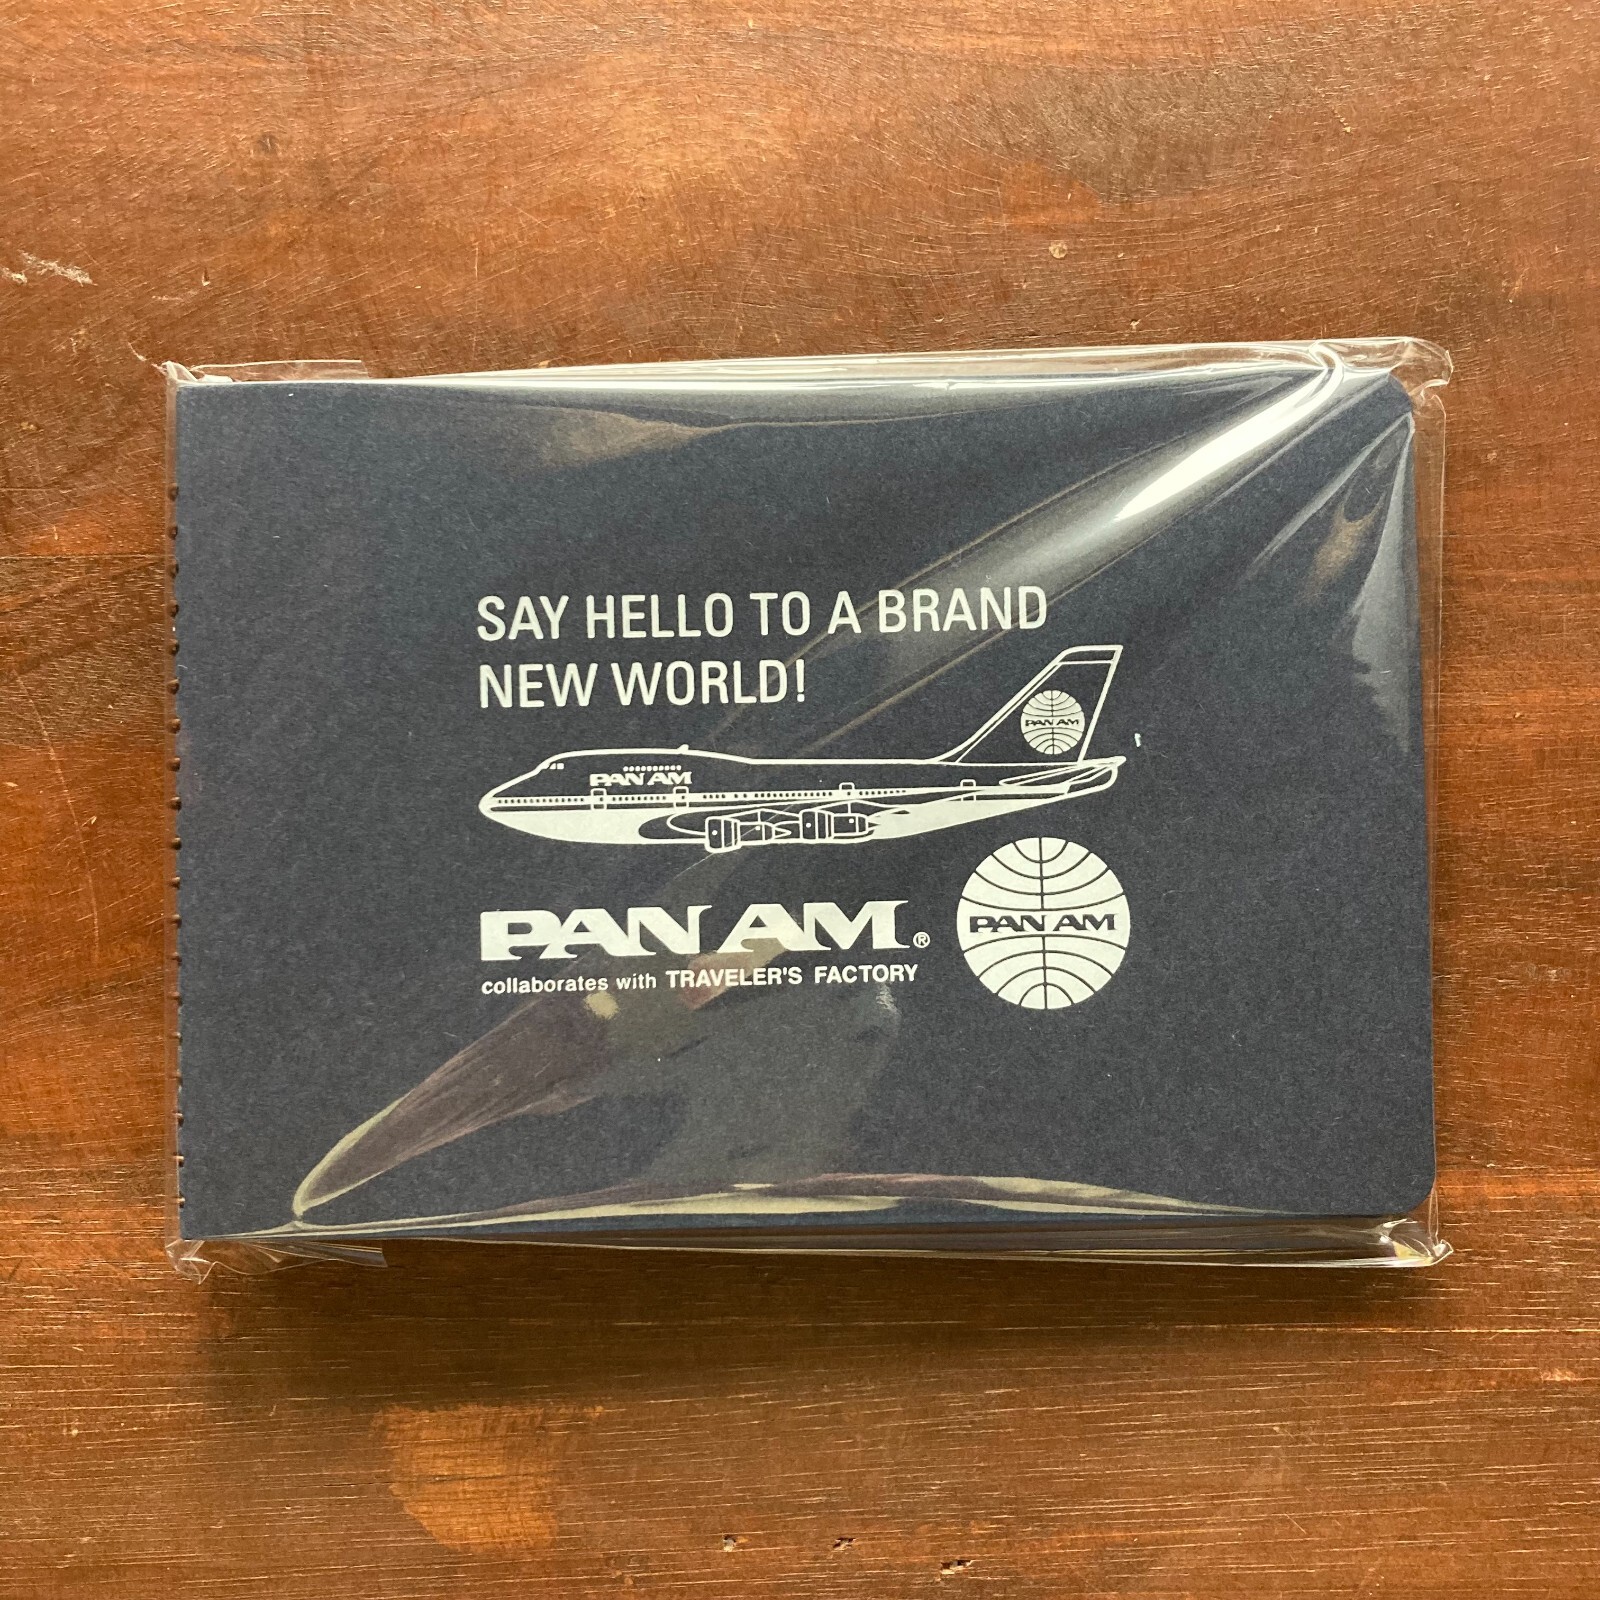 SAY HELLO TO A BRAND
NEW WORLD!
PAN AM
PAN AM
PAN AM®
PAN AM
collaborates with TRAVELER'S FACTORY